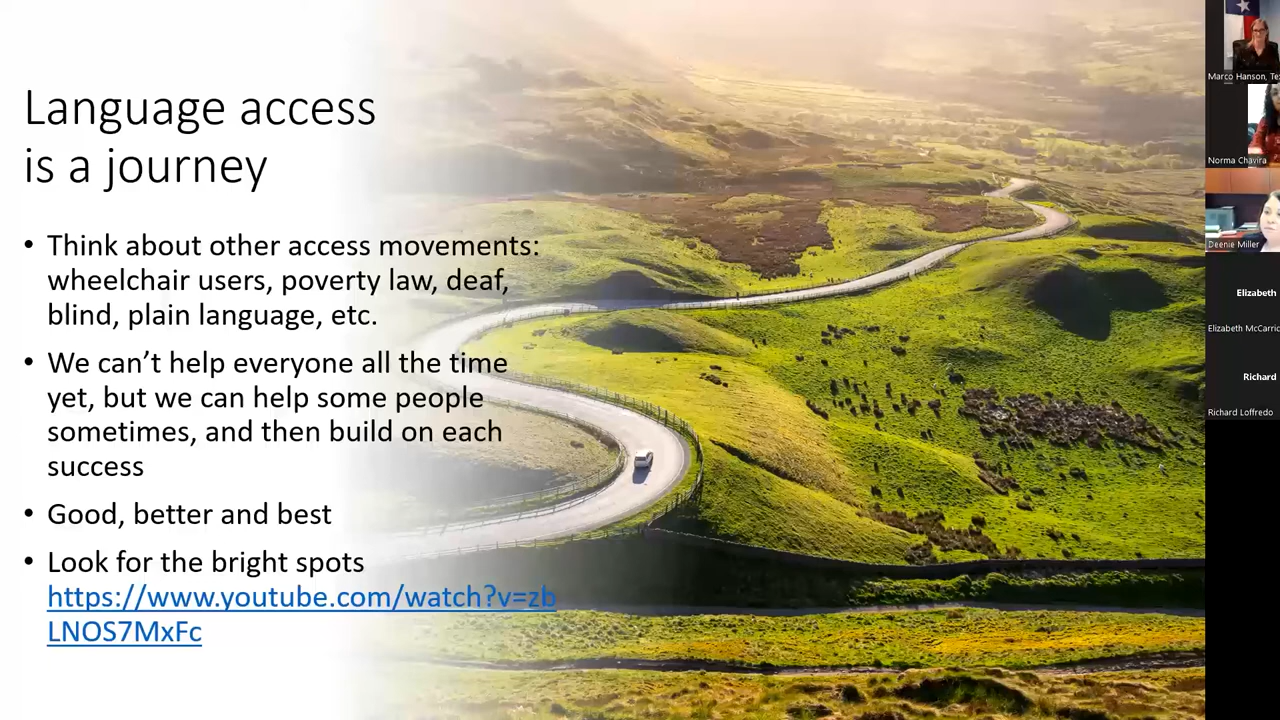 Language access
is a journey
• Think about other access movements:
wheelchair users, poverty law, deaf,
blind, plain language, etc.
• We can’t help everyone all the time
yet, but we can help some people
sometimes, and then build on each
success
• Good, better and best
• Look for the bright spots
https://www.youtube.com/watch?v=zb
LNOS7MxFc
Marco Hanson, Te
Norma Chavira
Deenie Miller
Elizabeth
Elizabeth McCarric
Richard
Richard Loffredo